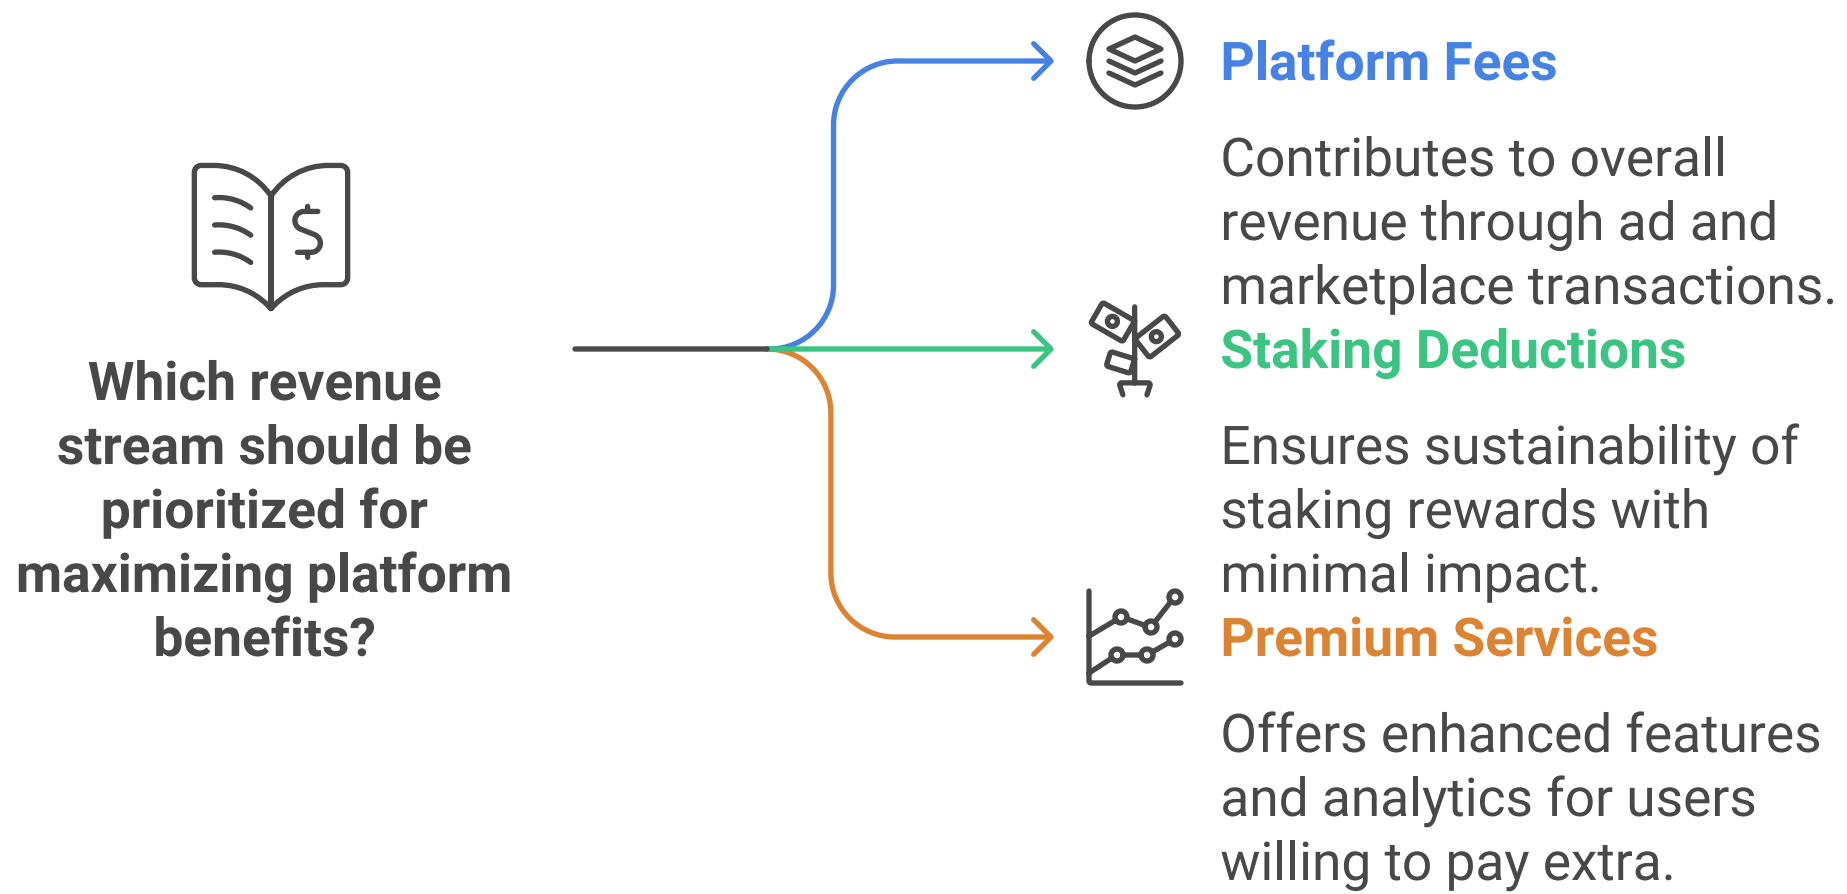 Which revenue
stream should be
prioritized for
maximizing platform
benefits?
$
Platform Fees
Contributes to overall
revenue through ad and
marketplace transactions.
Staking Deductions
Ensures sustainability of
staking rewards with
minimal impact.
Premium Services
Offers enhanced features
and analytics for users
willing to pay extra.